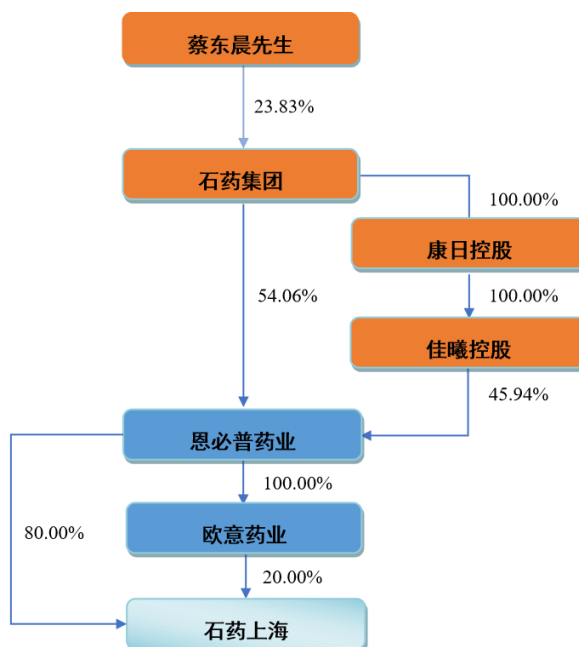 蔡东晨先生
23.83%
石药集团
100.00%
康日控股
54.06%
100.00%
佳曦控股
45.94%
恩必普药业
100.00%
80.00%
欧意药业
20.00%
石药上海